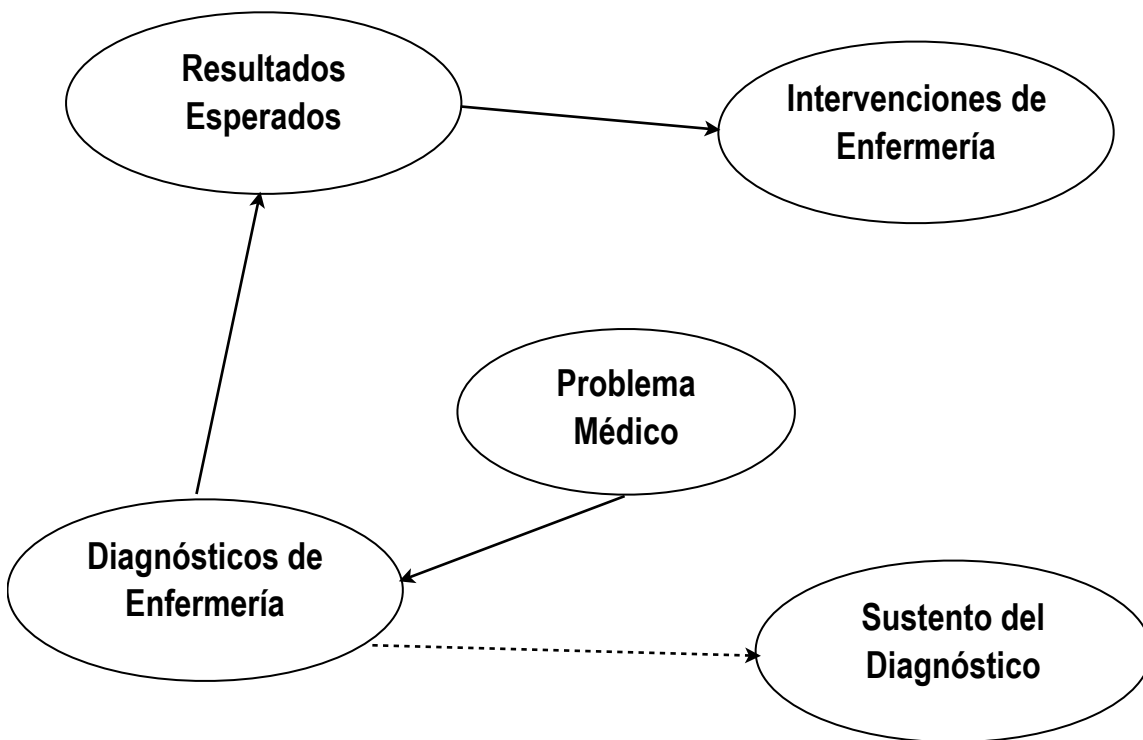 Resultados
Esperados
Intervenciones de
Enfermería
Problema
Médico
Diagnósticos de
Enfermería
Sustento del
Diagnóstico